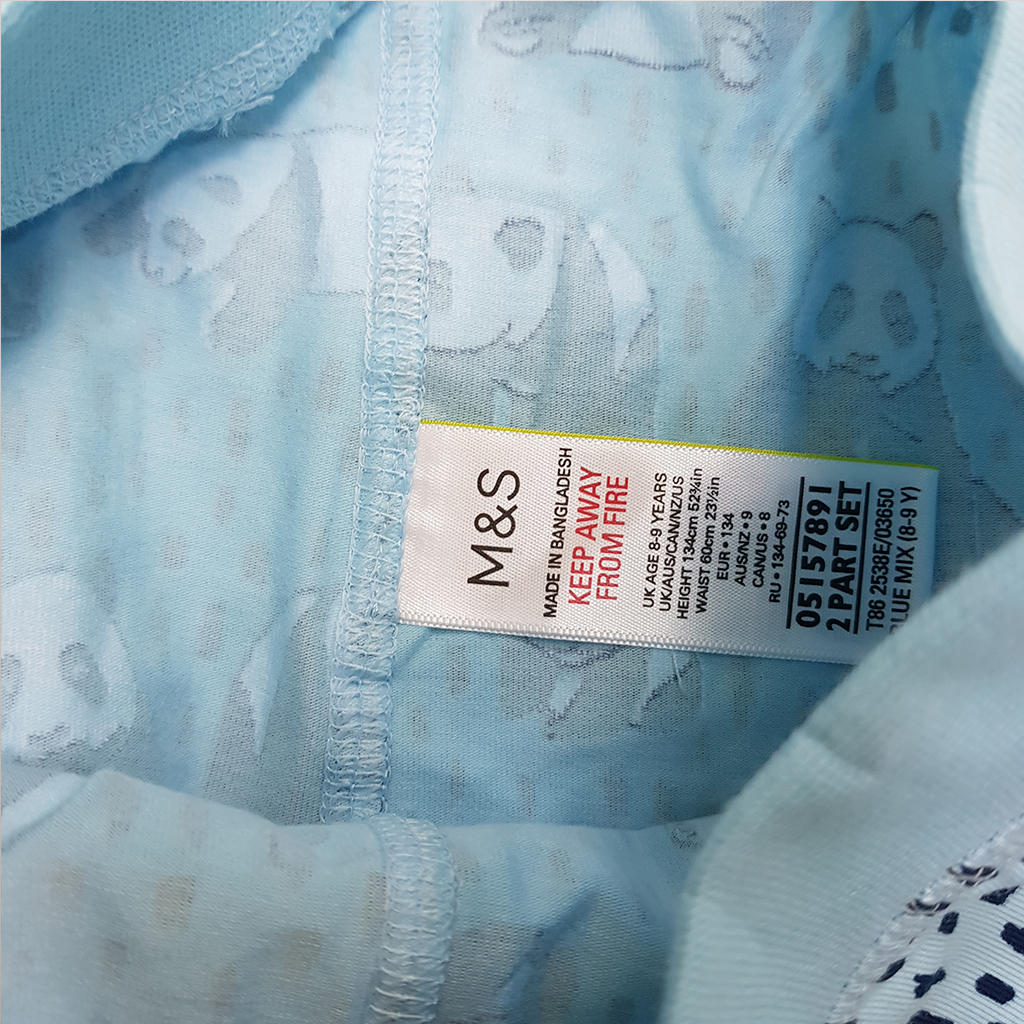 M&S
MADE IN BANGLADESH
KEEP AWAY
FROM FIRE
UK AGE 8-9 YEARS
UK/AUS/CAN/NZ/US
HEIGHT 134cm 52¾in
WAIST 60cm 23½in
EUR • 134
AUS/NZ • 9
CAN/US • 8
RU • 134-69-73
05157891
2 PART SET
T86 2538E/03650
BLUE MIX (8-9 Y)